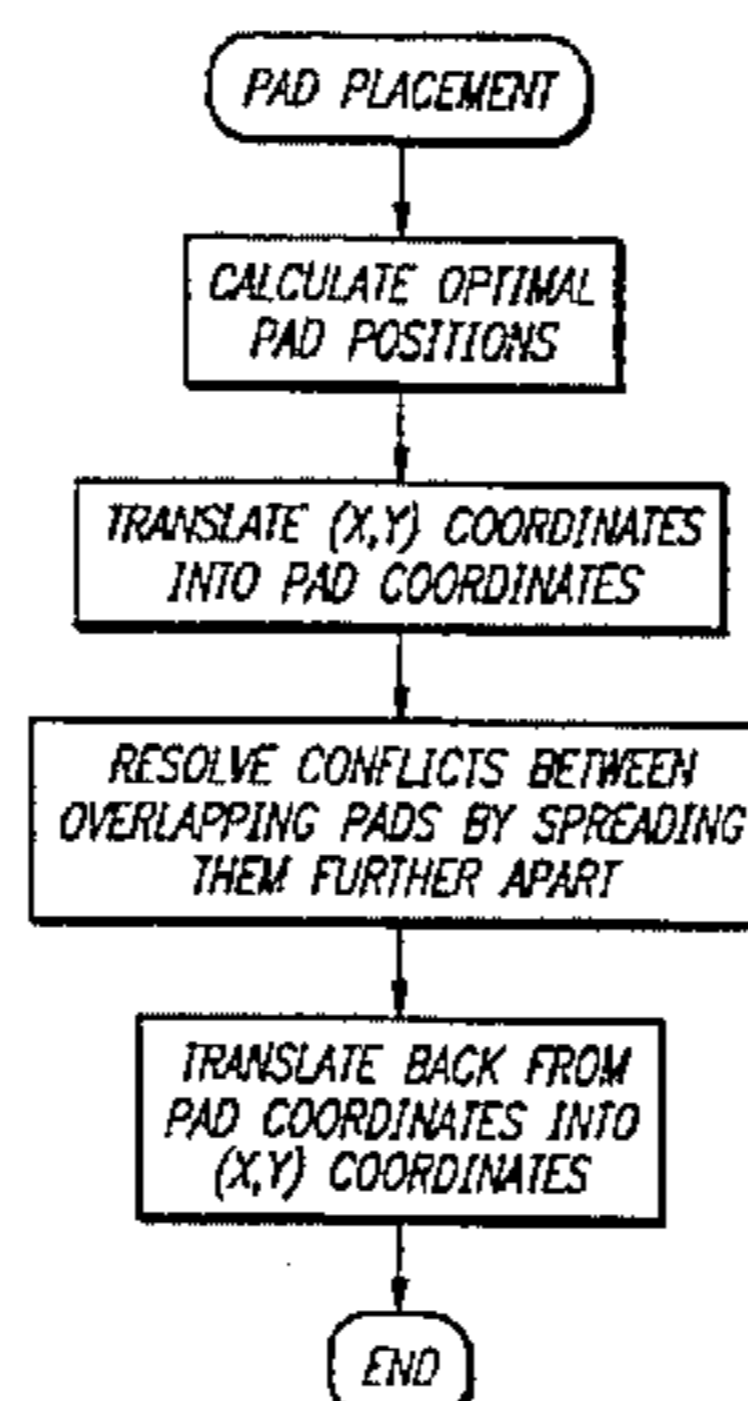 PAD PLACEMENT
CALCULATE OPTIMAL
PAD POSITIONS
TRANSLATE (X,Y) COORDINATES
INTO PAD COORDINATES
RESOLVE CONFLICTS BETWEEN
OVERLAPPING PADS BY SPREADING
THEM FURTHER APART
TRANSLATE BACK FROM
PAD COORDINATES INTO
(X,Y) COORDINATES
END